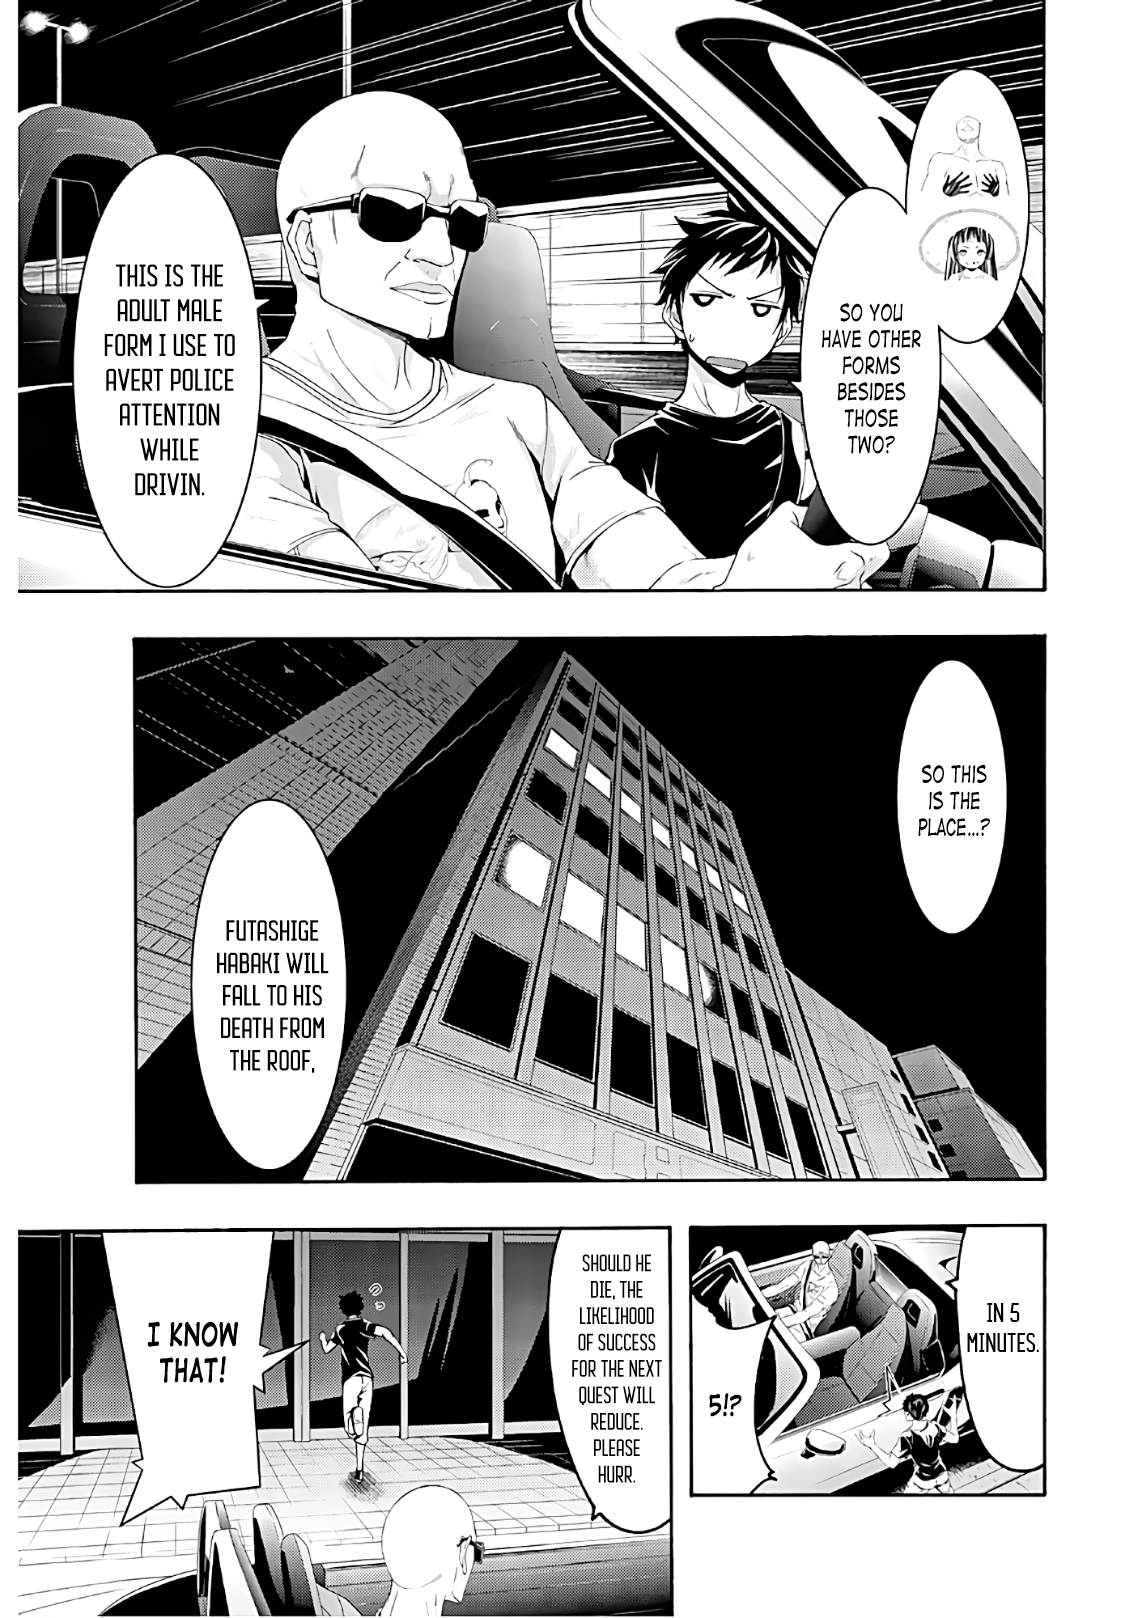 SO YOU
HAVE OTHER
FORMS
BESIDES
THOSE
TWO?
THIS IS THE
ADULT MALE
FORM I USE TO
AVERT POLICE
ATTENTION
WHILE
DRIVIN.
SO THIS
IS THE
PLACE...?
FUTASHIGE
HABAKI WILL
FALL TO HIS
DEATH FROM
THE ROOF,
IN 5
MINUTES.
5!?
SHOULD HE
DIE, THE
LIKELIHOOD
OF SUCCESS
FOR THE NEXT
QUEST WILL
REDUCE.
PLEASE
HURR.
I KNOW
THAT!